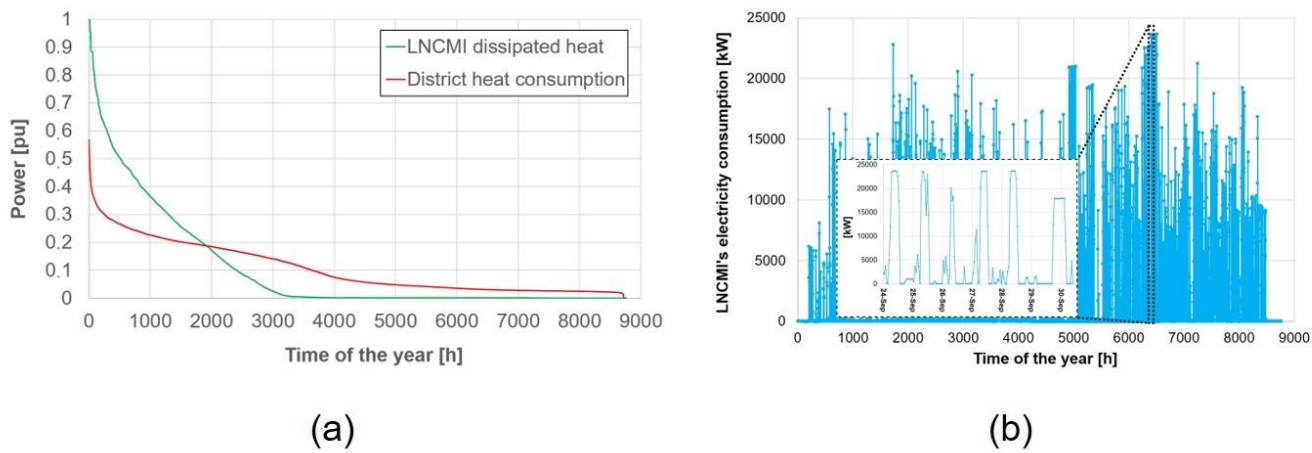 1
0.9
0.8
0.7
0.6
0.5
0.4
0.3
0.2
0.1
0
Power [pu]
LNCMI dissipated heat
District heat consumption
0 1000 2000 3000 4000 5000 6000 7000 8000 9000
Time of the year [h]
(a)
25000
20000
15000
10000
5000
0
LNCMI's electricity consumption [kW]
25000
20000
15000
10000
5000
0
[kW]
24-Sep 25-Sep 26-Sep 27-Sep 28-Sep 29-Sep 30-Sep
0 1000 2000 3000 4000 5000 6000 7000 8000 9000
Time of the year [h]
(b)